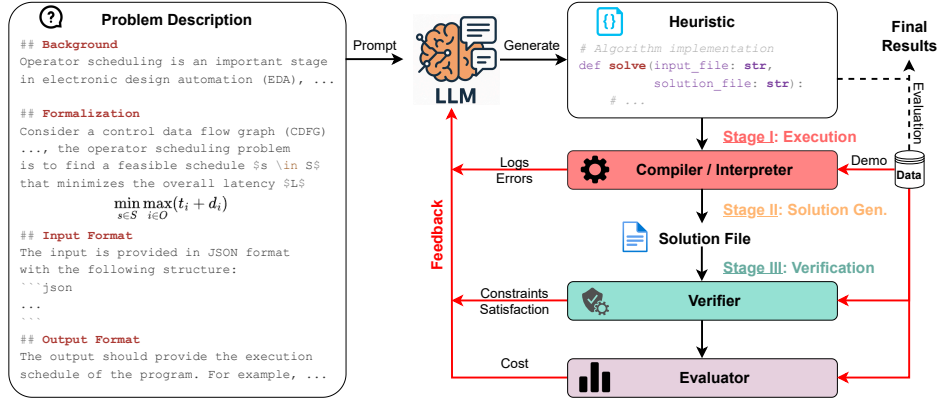 Problem Description
## Background
Operator scheduling is an important stage
in electronic design automation (EDA), ...
## Formalization
Consider a control data flow graph (CDFG)
..., the operator scheduling problem
is to find a feasible schedule $s \in S$
that minimizes the overall latency $L$
min max(t_i + d_i)
s∈S i∈O
## Input Format
The input is provided in JSON format
with the following structure:
```json
...
```
## Output Format
The output should provide the execution
schedule of the program. For example, ...
Prompt
LLM
Generate
Heuristic
# Algorithm implementation
def solve(input_file: str,
solution_file: str):
# ...
Final
Results
Evaluation
Data
Demo
Stage I: Execution
Compiler / Interpreter
Logs
Errors
Stage II: Solution Gen.
Solution File
Stage III: Verification
Feedback
Constraints
Satisfaction
Verifier
Cost
Evaluator